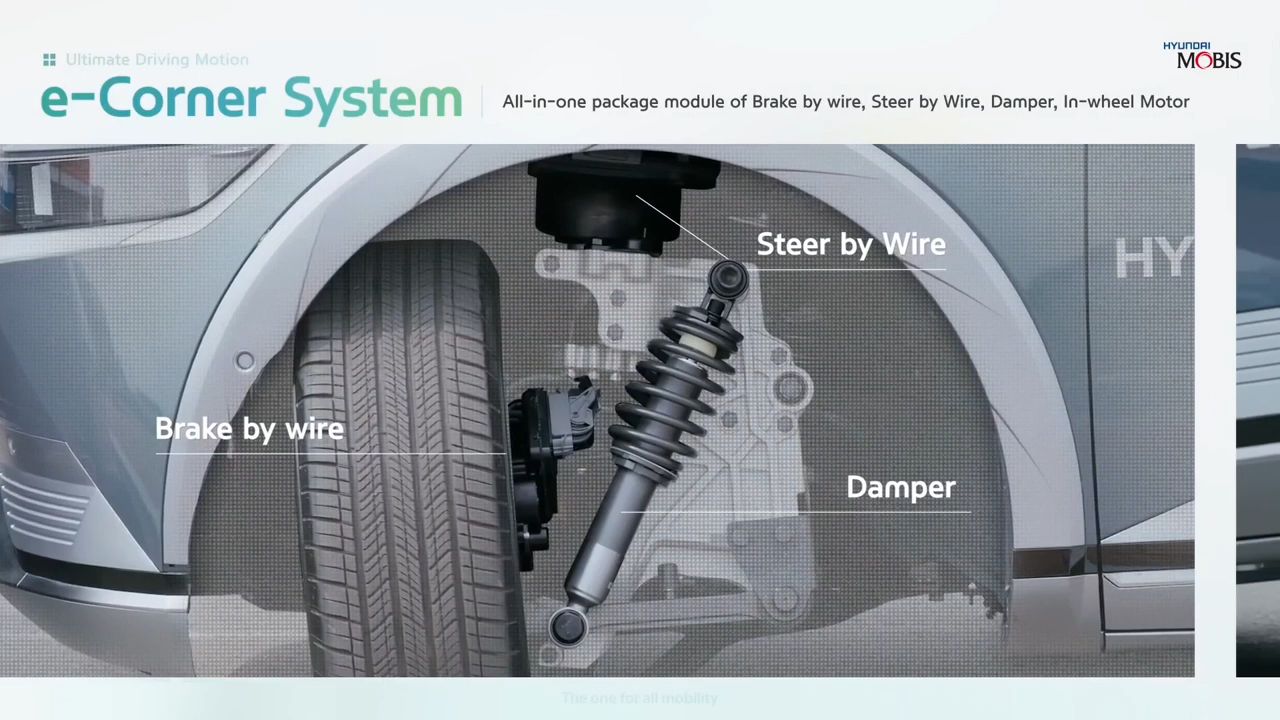 Ultimate Driving Motion
e-Corner System
All-in-one package module of Brake by wire, Steer by Wire, Damper, In-wheel Motor
HYUNDAI
MOBIS
Steer by Wire
HY
Brake by wire
Damper
The one for all mobility